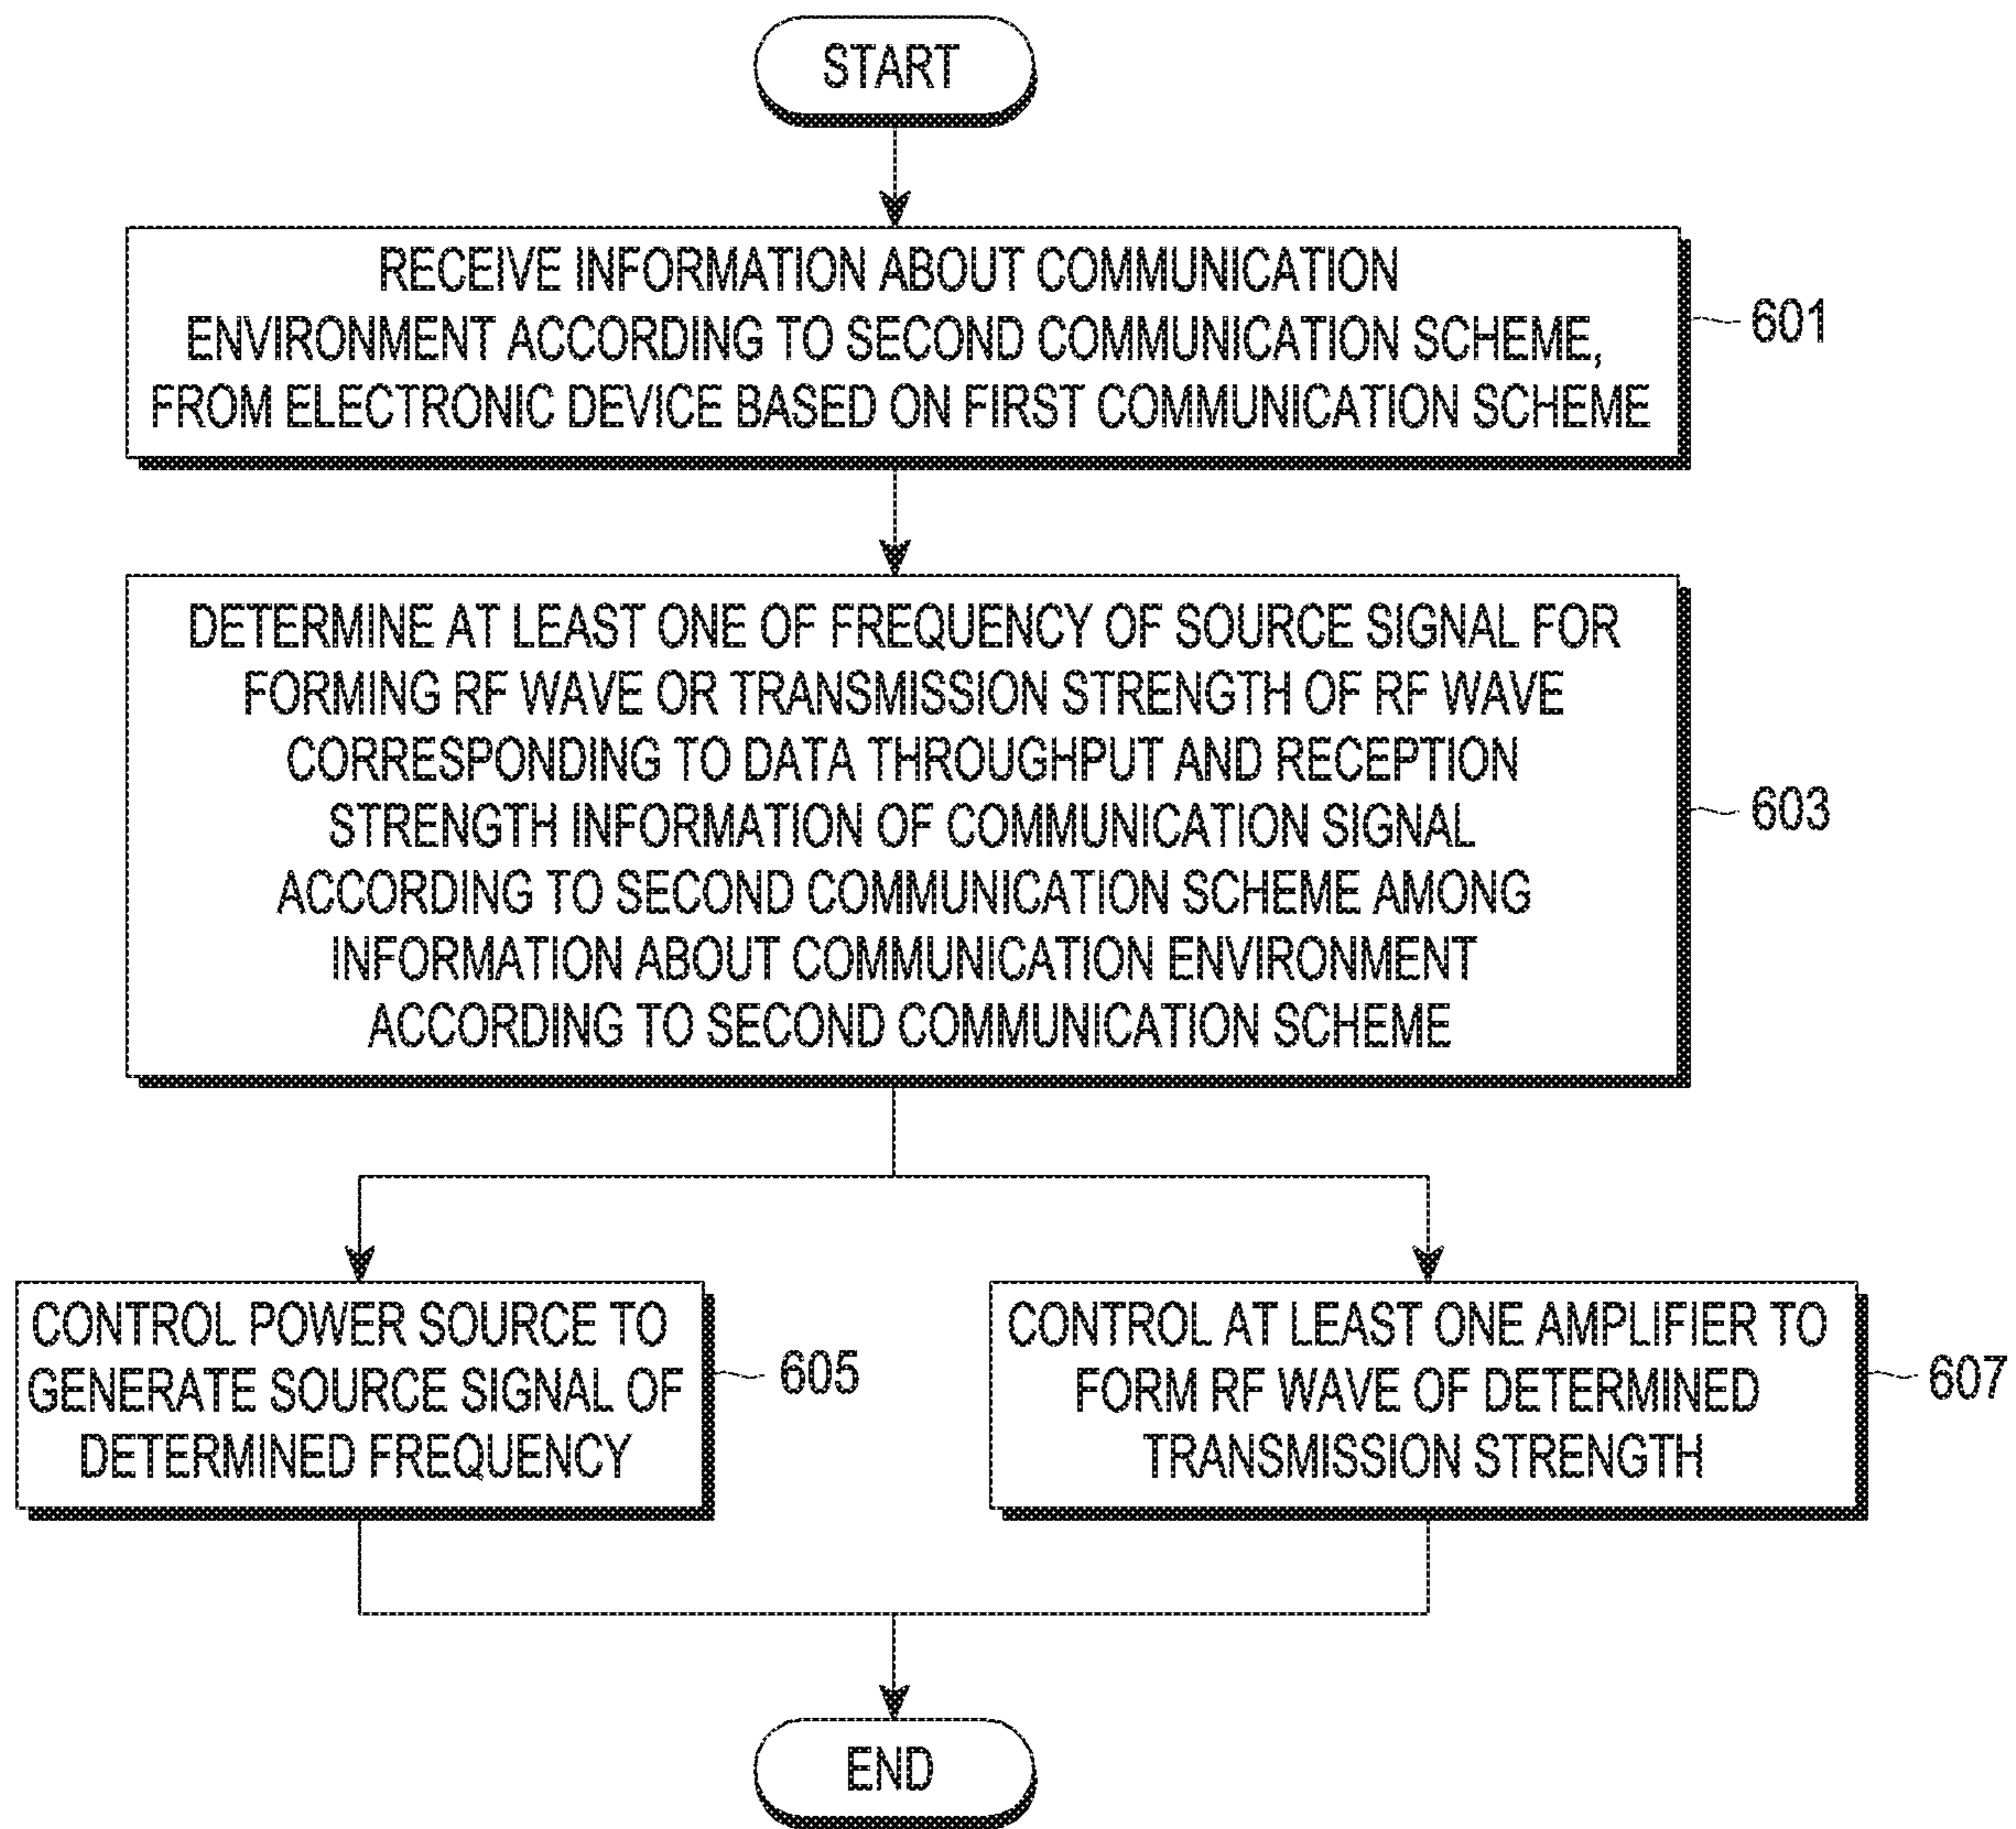 START
RECEIVE INFORMATION ABOUT COMMUNICATION
ENVIRONMENT ACCORDING TO SECOND COMMUNICATION SCHEME,
FROM ELECTRONIC DEVICE BASED ON FIRST COMMUNICATION SCHEME
601
DETERMINE AT LEAST ONE OF FREQUENCY OF SOURCE SIGNAL FOR
FORMING RF WAVE OR TRANSMISSION STRENGTH OF RF WAVE
CORRESPONDING TO DATA THROUGHPUT AND RECEPTION
STRENGTH INFORMATION OF COMMUNICATION SIGNAL
ACCORDING TO SECOND COMMUNICATION SCHEME AMONG
INFORMATION ABOUT COMMUNICATION ENVIRONMENT
ACCORDING TO SECOND COMMUNICATION SCHEME
603
CONTROL POWER SOURCE TO
GENERATE SOURCE SIGNAL OF
DETERMINED FREQUENCY
605
CONTROL AT LEAST ONE AMPLIFIER TO
FORM RF WAVE OF DETERMINED
TRANSMISSION STRENGTH
607
END